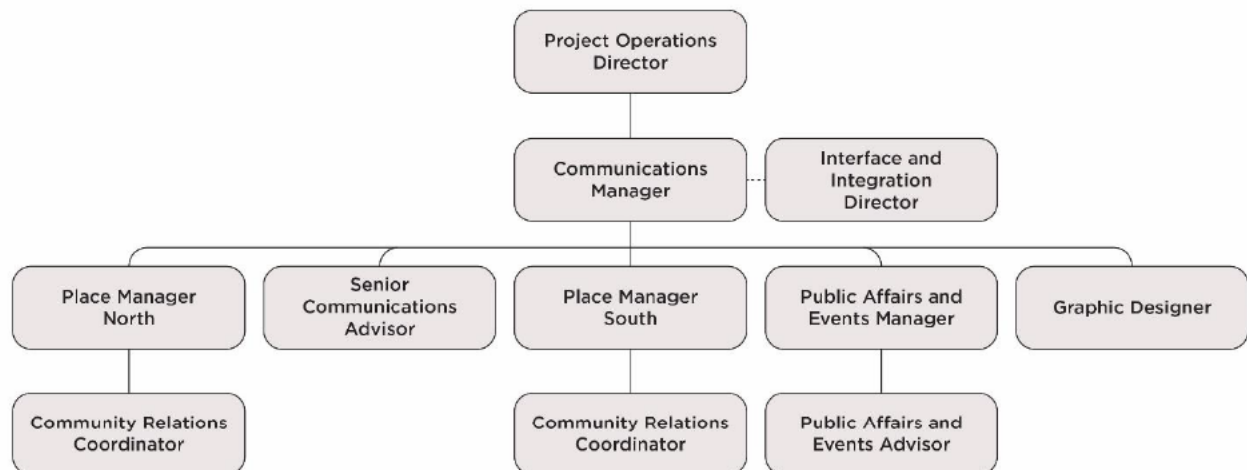 Project Operations
Director
Communications
Manager
Interface and
Integration
Director
Place Manager
North
Senior
Communications
Advisor
Place Manager
South
Public Affairs and
Events Manager
Graphic Designer
Community Relations
Coordinator
Community Relations
Coordinator
Public Affairs and
Events Advisor